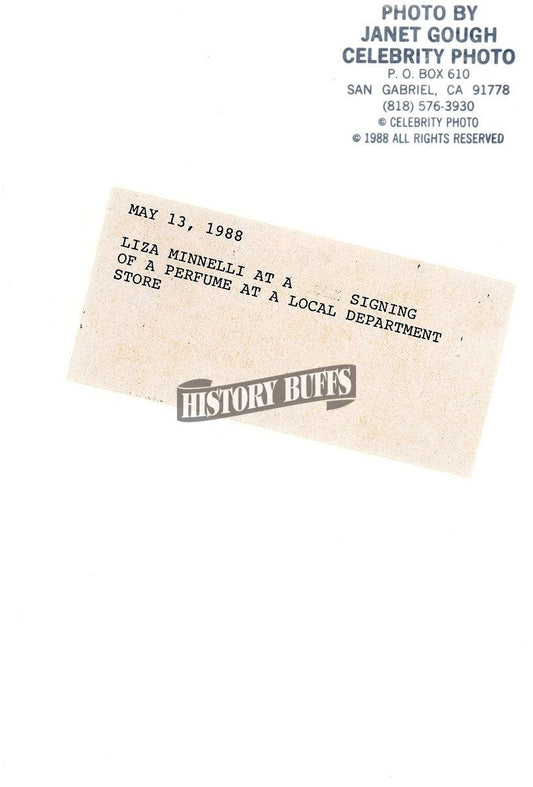 PHOTO BY
JANET GOUGH
CELEBRITY PHOTO
P. O. BOX 610
SAN GABRIEL, CA 91778
(818) 576-3930
© CELEBRITY PHOTO
© 1988 ALL RIGHTS RESERVED
MAY 13, 1988
LIZA MINNELLI AT A SIGNING
OF A PERFUME AT A LOCAL DEPARTMENT
STORE
HISTORY BUFFS